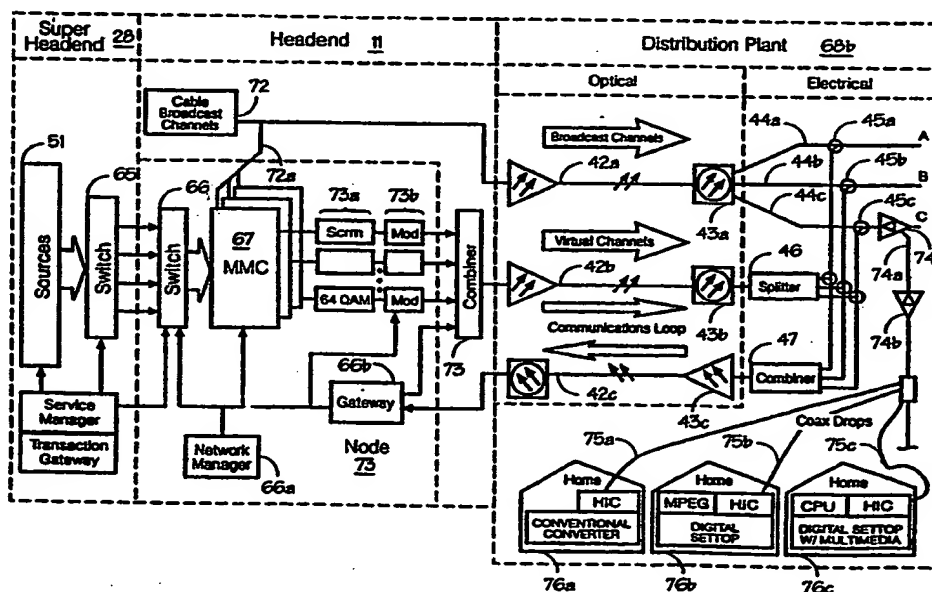 Super
Headend 28
Headend 11
Distribution Plant 68b
Optical
Electrical
72
Cable
Broadcast
Channels
Broadcast Channels
42a
44a
45a
A
44b
45b
B
44c
45c
C
51
65
66
72a
73a
73b
67
MMC
Scrm
Mod
64 QAM
Mod
Sources
Switch
Switch
Combiner
43a
Virtual Channels
46
42b
Splitter
74a
74
73
Communications Loop
43b
47
74b
66b
Gateway
Combiner
42c
43c
Service
Manager
Transaction
Gateway
Network
Manager
66a
Node
73
Coax Drops
75a
75b
75c
Home
HIC
CONVENTIONAL
CONVERTER
76a
Home
MPEG
HIC
DIGITAL
SETTOP
76b
Home
CPU
HIC
DIGITAL SETTOP
W/ MULTIMEDIA
76c